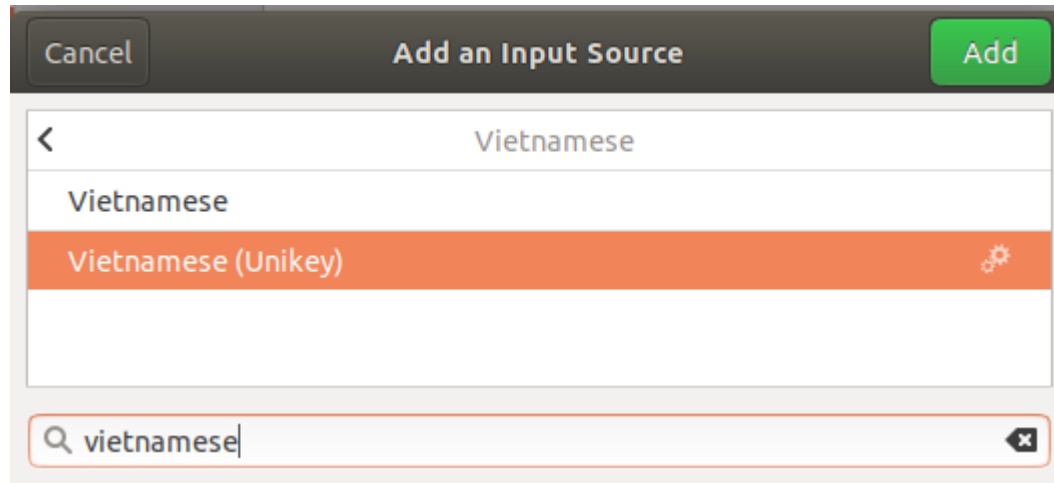 Cancel Add an Input Source Add
Vietnamese
Vietnamese
Vietnamese (Unikey)
vietnamese